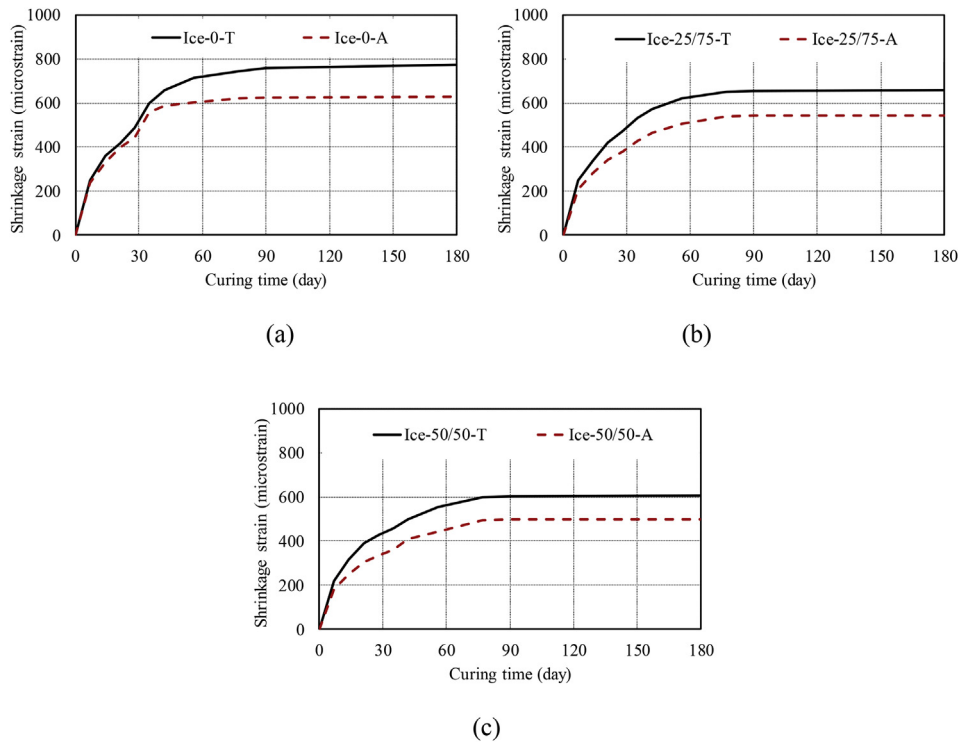 1000
800
600
400
200
0
Shrinkage strain (microstrain)
Ice-0-T
Ice-0-A
0 30 60 90 120 150 180
Curing time (day)
(a)
1000
800
600
400
200
0
Shrinkage strain (microstrain)
Ice-25/75-T
Ice-25/75-A
0 30 60 90 120 150 180
Curing time (day)
(b)
1000
800
600
400
200
0
Shrinkage strain (microstrain)
Ice-50/50-T
Ice-50/50-A
0 30 60 90 120 150 180
Curing time (day)
(c)